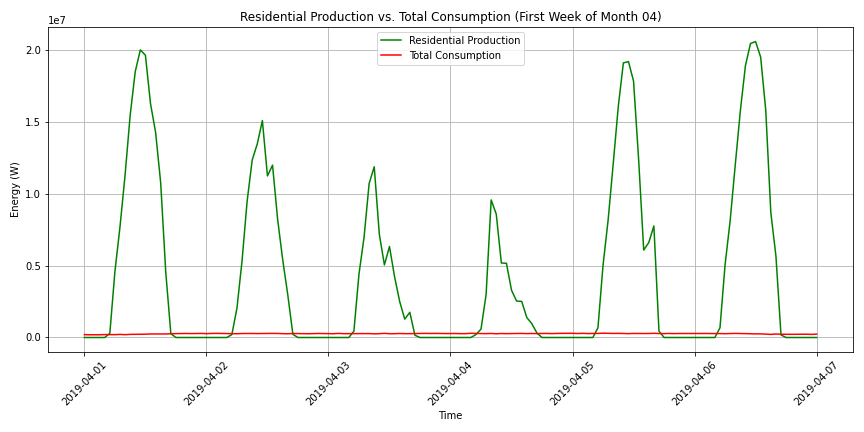 Residential Production vs. Total Consumption (First Week of Month 04)
1e7
Residential Production
Total Consumption
2.0
1.5
1.0
0.5
0.0
Energy (W)
2019-04-01
2019-04-02
2019-04-03
2019-04-04
2019-04-05
2019-04-06
2019-04-07
Time